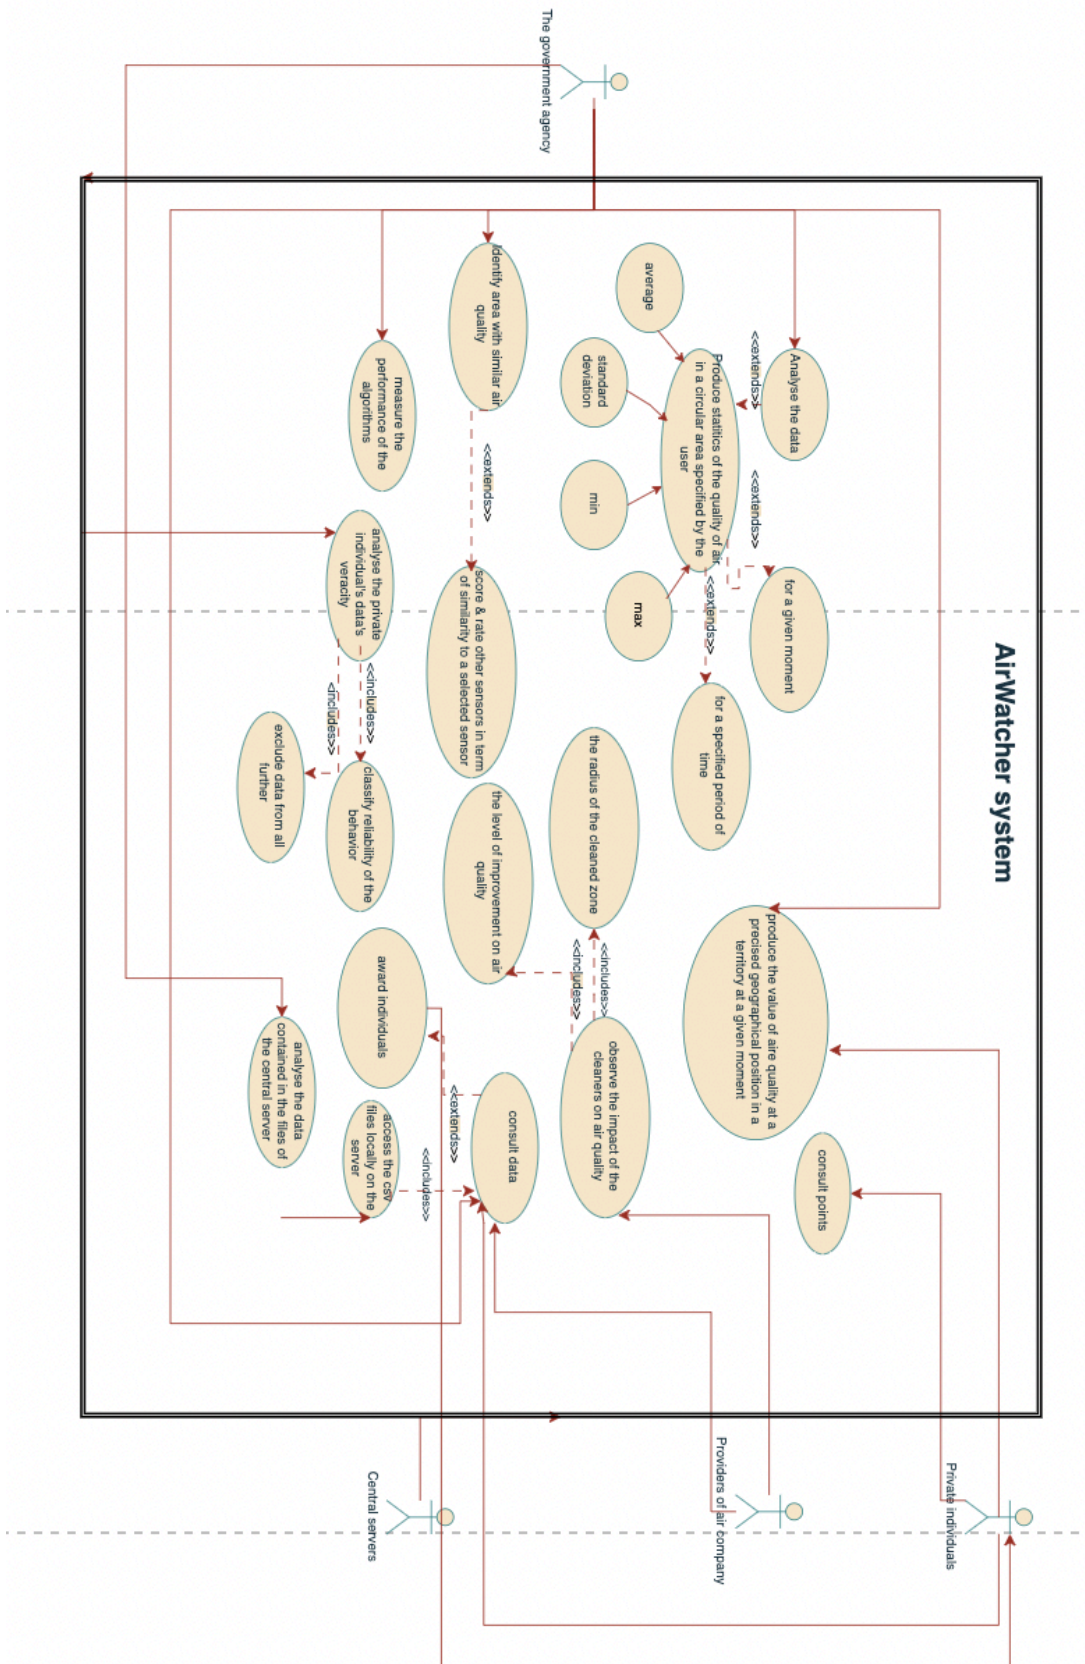 AirWatcher system
The government agency
Analyse the data
<<extends>>
<<extends>>
for a given moment
Produce statitics of the quality of air
in a circular area specified by the
user
average
standard
deviation
min
max
<<extends>>
for a specified period of
time
produce the value of aire quality at a
precised geographical position in a
territory at a given moment
consult points
Private individuals
the radius of the cleaned zone
<<includes>>
<<includes>>
observe the impact of the
cleaners on air quality
Providers of air company
Identify area with similar air
quality
<<extends>>
score & rate other sensors in term
of similarity to a selected sensor
the level of improvement on air
quality
consult data
<<extends>>
<<includes>>
measure the
performance of the
algorithms
analyse the private
individual's data's
veracity
<<includes>>
<includes>>
classify reliability of the
behavior
exclude data from all
further
award individuals
access the csv
files locally on the
server
analyse the data
contained in the files of
the central server
Central servers